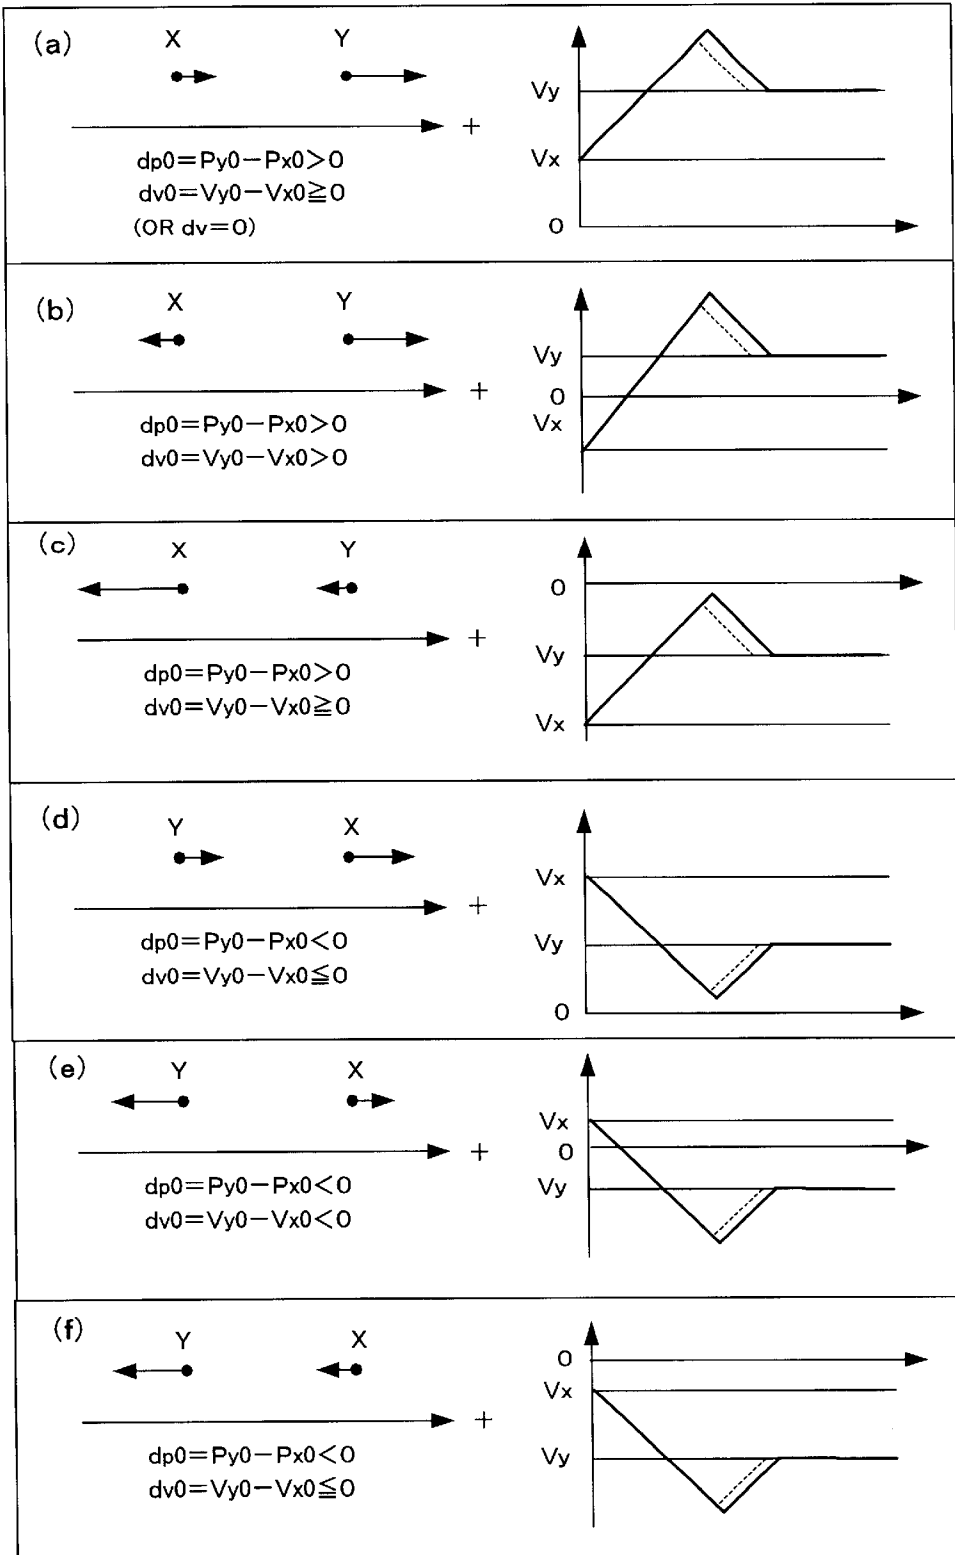 (a)
X Y
+
dp0=Py0−Px0>0
dv0=Vy0−Vx0≧0
(OR dv=0)
Vy
Vx
0
(b)
X Y
+
dp0=Py0−Px0>0
dv0=Vy0−Vx0>0
Vy
0
Vx
(c)
X Y
+
dp0=Py0−Px0>0
dv0=Vy0−Vx0≧0
0
Vy
Vx
(d)
Y X
+
dp0=Py0−Px0<0
dv0=Vy0−Vx0≦0
Vx
Vy
0
(e)
Y X
+
dp0=Py0−Px0<0
dv0=Vy0−Vx0<0
Vx
0
Vy
(f)
Y X
+
dp0=Py0−Px0<0
dv0=Vy0−Vx0≦0
0
Vx
Vy